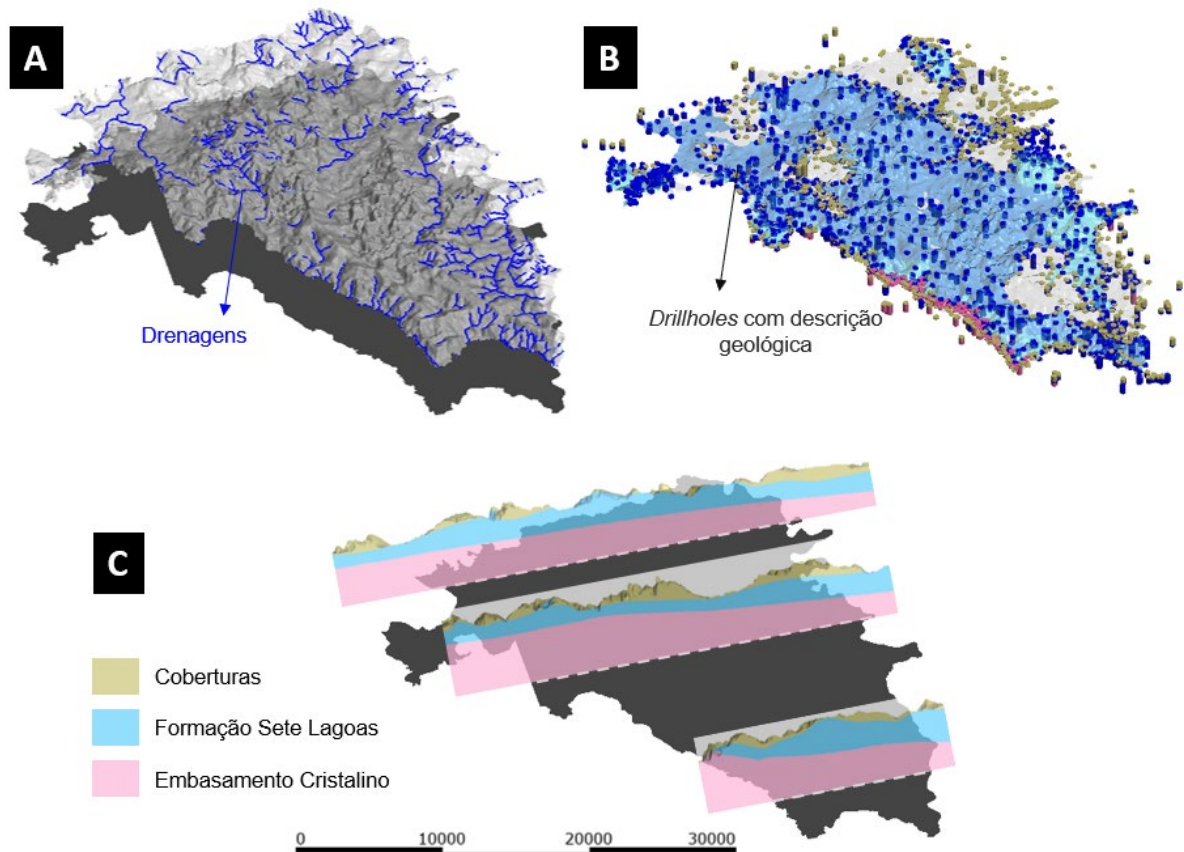 A
B
Drenagens
Drillholes com descrição
geológica
C
Coberturas
Formação Sete Lagoas
Embasamento Cristalino
0 10000 20000 30000